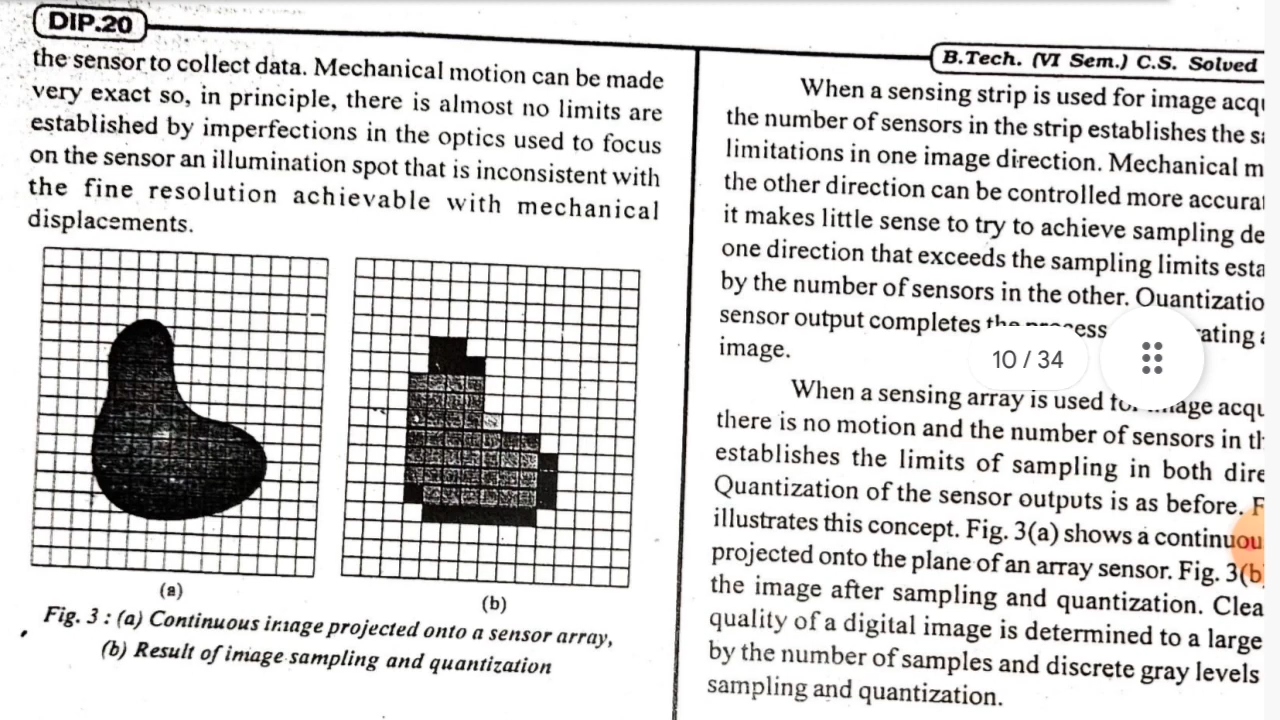 DIP.20
the sensor to collect data. Mechanical motion can be made
very exact so, in principle, there is almost no limits are
established by imperfections in the optics used to focus
on the sensor an illumination spot that is inconsistent with
the fine resolution achievable with mechanical
displacements.
(a)
(b)
Fig. 3 : (a) Continuous image projected onto a sensor array,
(b) Result of image sampling and quantization
B.Tech. (VI Sem.) C.S. Solved
When a sensing strip is used for image acqu
the number of sensors in the strip establishes the sa
limitations in one image direction. Mechanical m
the other direction can be controlled more accurat
it makes little sense to try to achieve sampling de
one direction that exceeds the sampling limits esta
by the number of sensors in the other. Quantizatio
sensor output completes the process rating a
image.
10 / 34
When a sensing array is used for image acqu
there is no motion and the number of sensors in th
establishes the limits of sampling in both dire
Quantization of the sensor outputs is as before. F
illustrates this concept. Fig. 3(a) shows a continuou
projected onto the plane of an array sensor. Fig. 3(b
the image after sampling and quantization. Clea
quality of a digital image is determined to a large
by the number of samples and discrete gray levels
sampling and quantization.